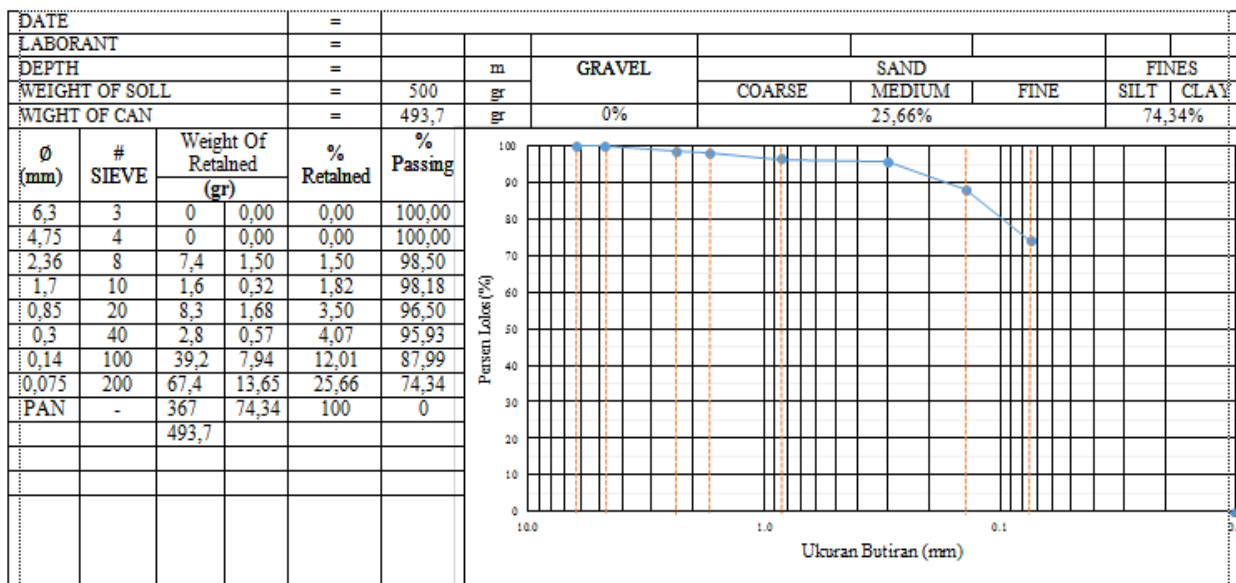 DATE =
LABORANT =
DEPTH = m GRAVEL SAND FINES
WEIGHT OF SOLL = 500 gr COARSE MEDIUM FINE SILT CLAY
WIGHT OF CAN = 493,7 gr 0% 25,66% 74,34%
Ø (mm) # SIEVE Weight Of Retalned (gr) % Retalned % Passing
6,3 3 0 0,00 0,00 100,00
4,75 4 0 0,00 0,00 100,00
2,36 8 7,4 1,50 1,50 98,50
1,7 10 1,6 0,32 1,82 98,18
0,85 20 8,3 1,68 3,50 96,50
0,3 40 2,8 0,57 4,07 95,93
0,14 100 39,2 7,94 12,01 87,99
0,075 200 67,4 13,65 25,66 74,34
PAN - 367 74,34 100 0
493,7
Persen Lolos (%)
100
90
80
70
60
50
40
30
20
10
0
10.0 1.0 0.1
Ukuran Butiran (mm)